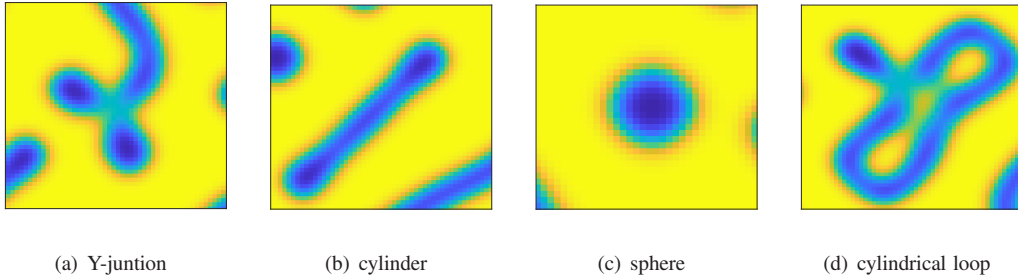 (a) Y-juntion
(b) cylinder
(c) sphere
(d) cylindrical loop